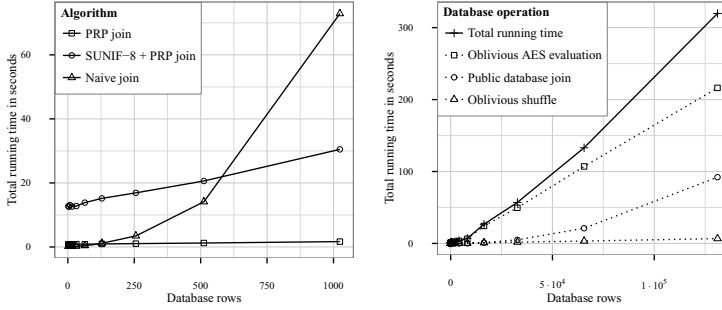 Algorithm
PRP join
SUNIF−8 + PRP join
Naive join
Total running time in seconds
60
40
20
0
0
250
500
750
1000
Database rows
Database operation
Total running time
Oblivious AES evaluation
Public database join
Oblivious shuffle
Total running time in seconds
300
200
100
0
0
5 · 10⁴
1 · 10⁵
Database rows